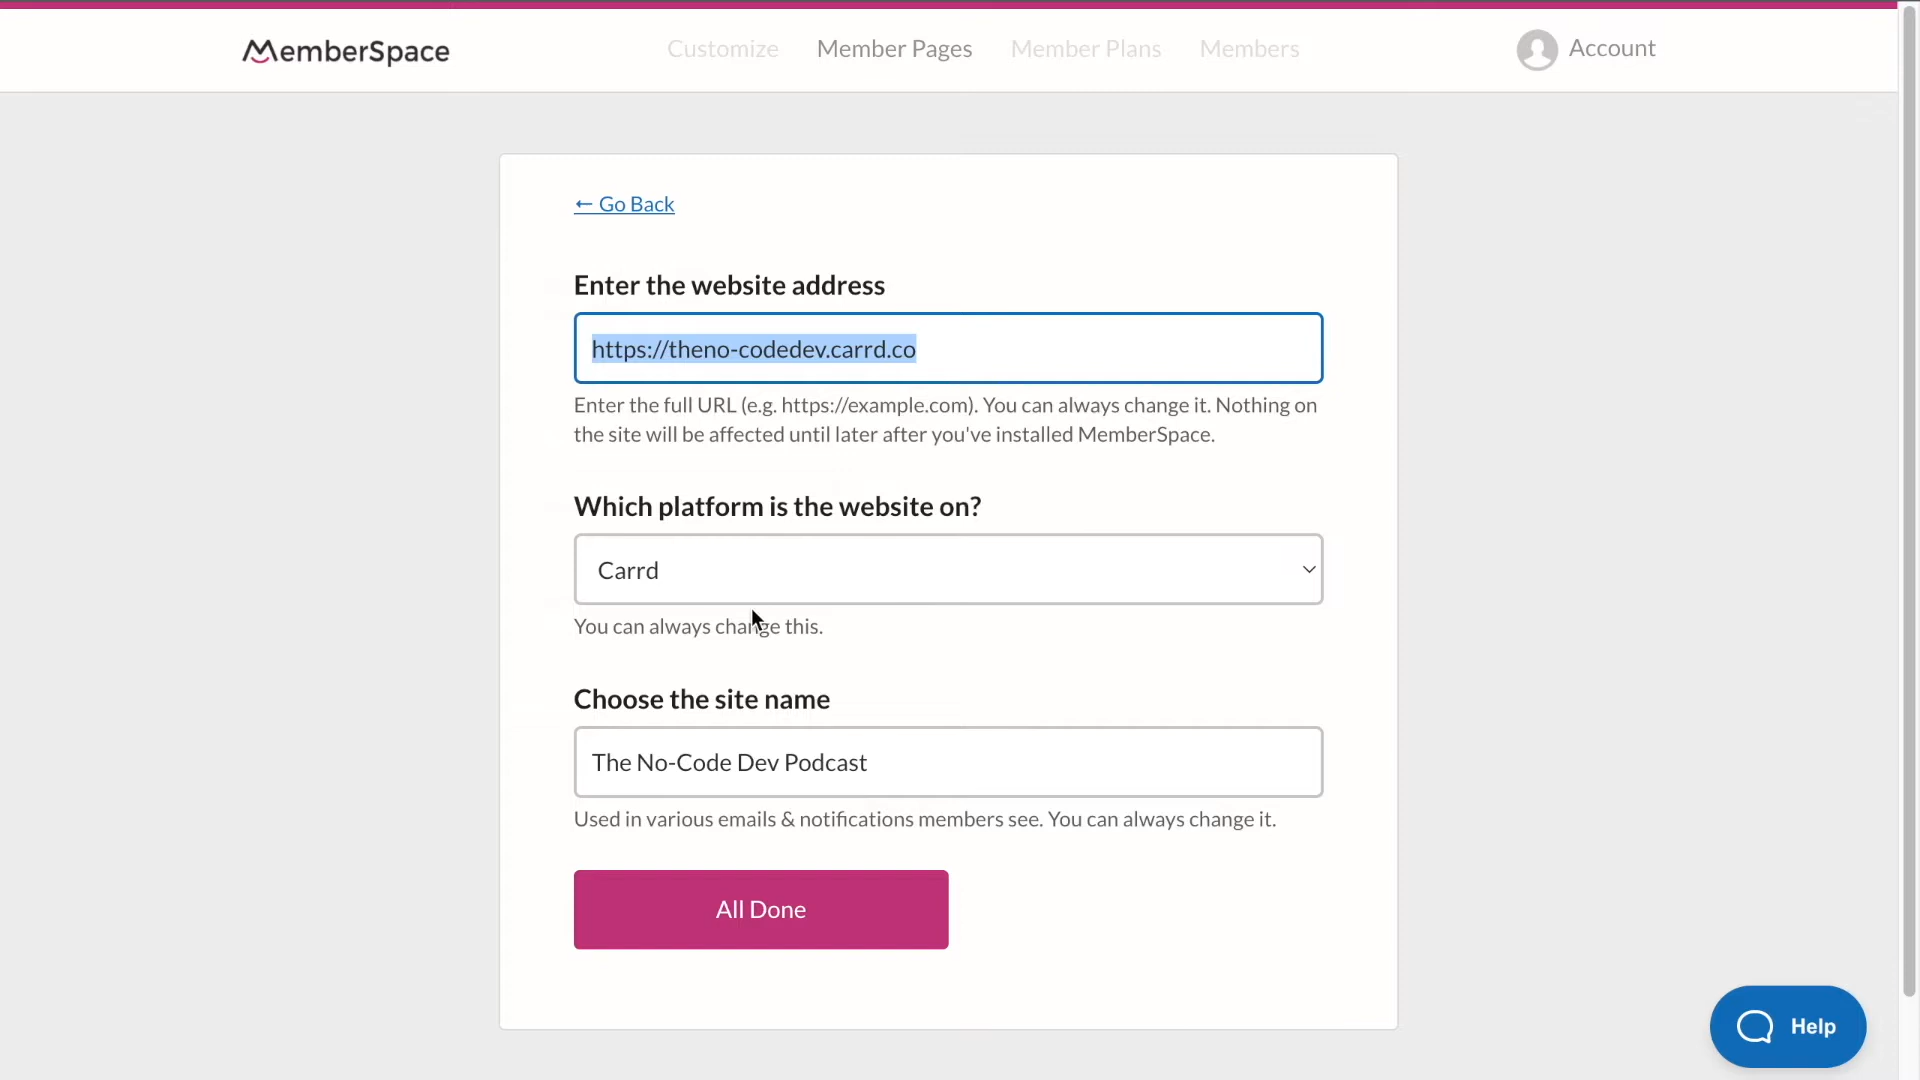 MemberSpace Customize Member Pages Member Plans Members Account
← Go Back
Enter the website address
https://theno-codedev.carrd.co
Enter the full URL (e.g. https://example.com). You can always change it. Nothing on
the site will be affected until later after you've installed MemberSpace.
Which platform is the website on?
Carrd
You can always change this.
Choose the site name
The No-Code Dev Podcast
Used in various emails & notifications members see. You can always change it.
All Done
Help